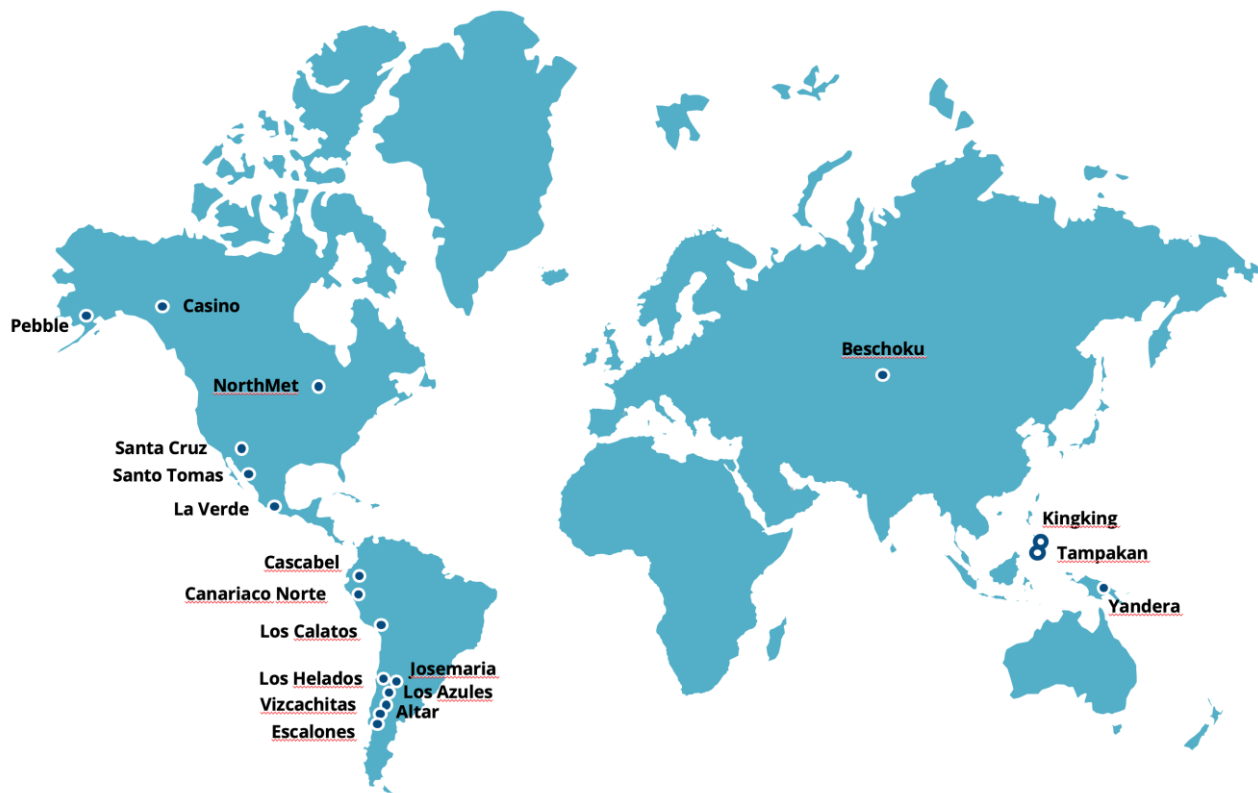 Casino
Pebble
Beschoku
NorthMet
Santa Cruz
Santo Tomas
La Verde
Kingking
Tampakan
Cascabel
Canariaco Norte
Yandera
Los Calatos
Josemaria
Los Helados
Los Azules
Vizcachitas
Altar
Escalones